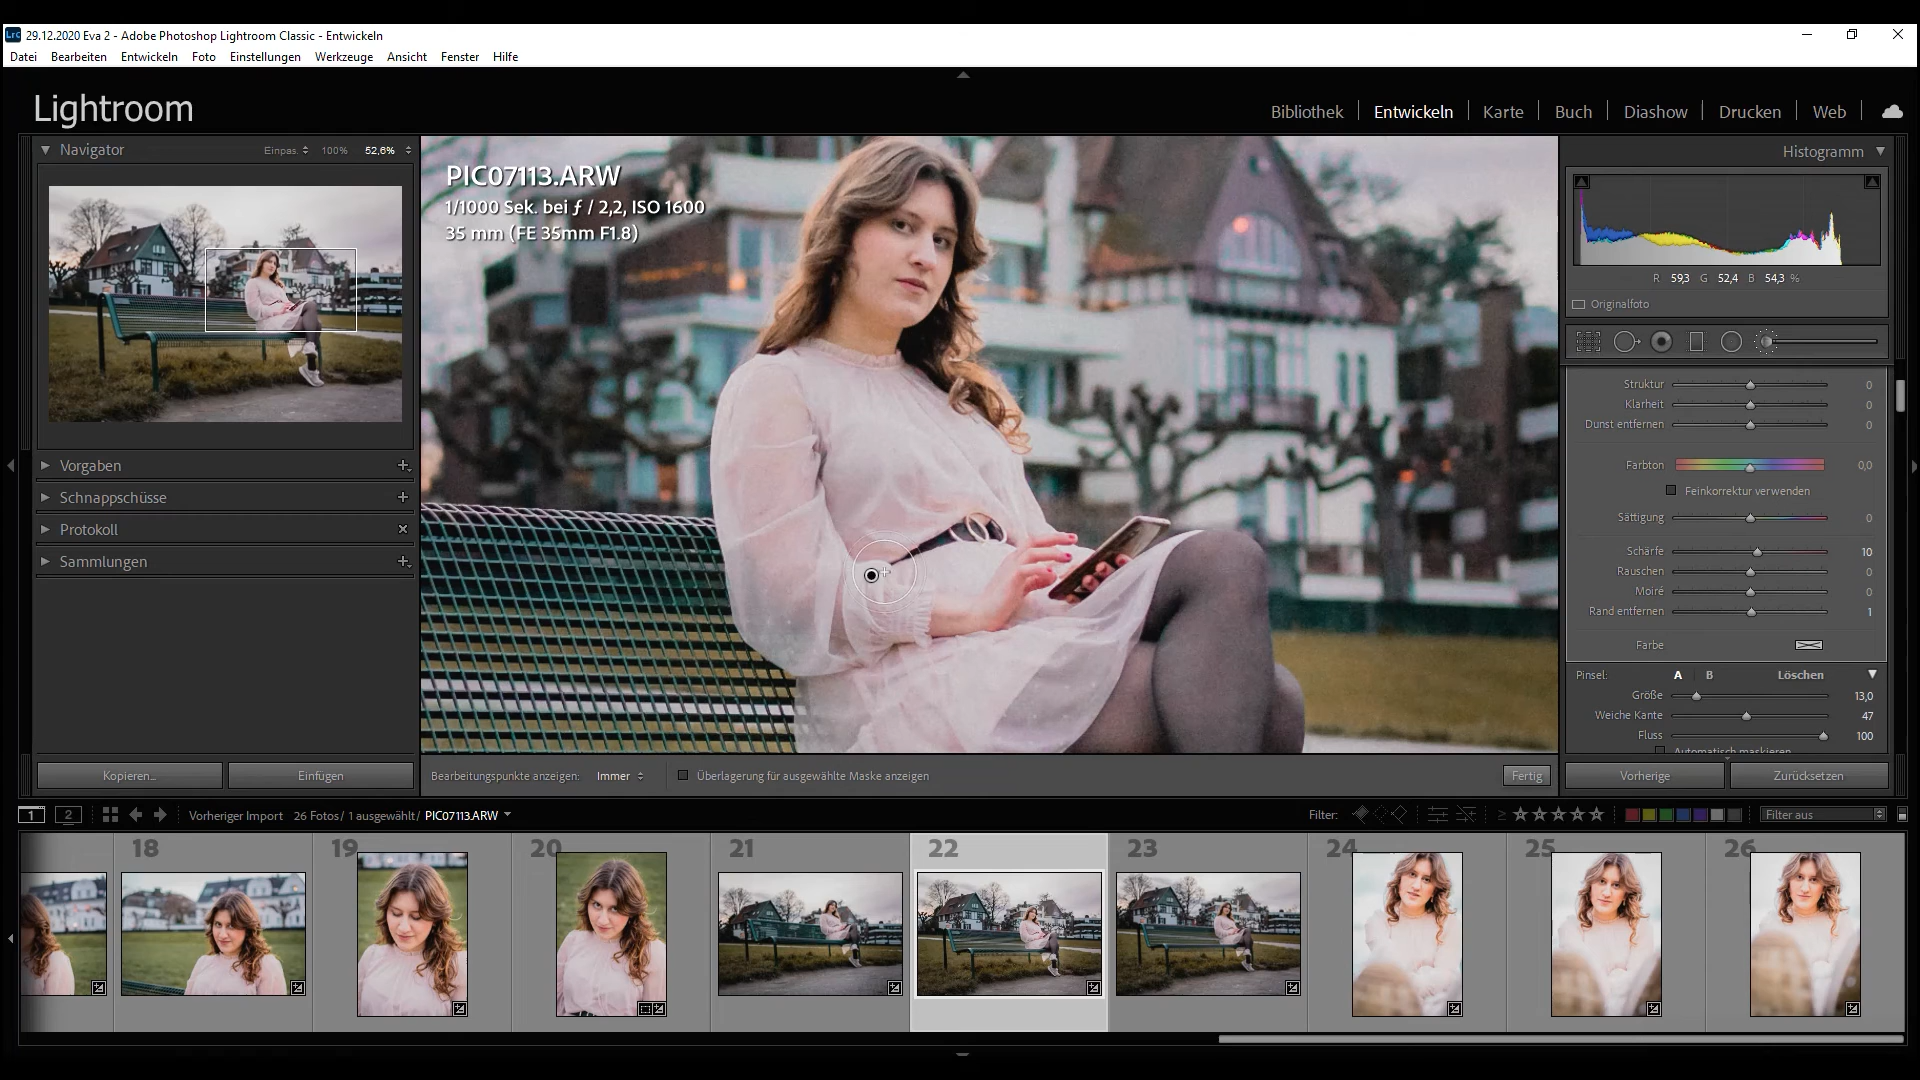 Lrc 29.12.2020 Eva 2 - Adobe Photoshop Lightroom Classic - Entwickeln
Datei Bearbeiten Entwickeln Foto Einstellungen Werkzeuge Ansicht Fenster Hilfe
Lightroom
Bibliothek Entwickeln Karte Buch Diashow Drucken Web
Navigator Einpas. 100% 52,6%
Vorgaben
Schnappschüsse
Protokoll
Sammlungen
Kopieren... Einfügen
PIC07113.ARW
1/1000 Sek. bei ƒ / 2,2, ISO 1600
35 mm (FE 35mm F1.8)
Bearbeitungspunkte anzeigen: Immer Überlagerung für ausgewählte Maske anzeigen Fertig
Histogramm
R 59,3 G 52,4 B 54,3 %
Originalfoto
Struktur 0
Klarheit 0
Dunst entfernen 0
Farbton 0,0
Feinkorrektur verwenden
Sättigung 0
Schärfe 10
Rauschen 0
Moiré 0
Rand entfernen 1
Farbe
Pinsel: A B Löschen
Größe 13,0
Weiche Kante 47
Fluss 100
Automatisch maskieren
Vorherige Zurücksetzen
1 2 Vorheriger Import 26 Fotos/ 1 ausgewählt/ PIC07113.ARW Filter: Filter aus
18 19 20 21 22 23 24 25 26